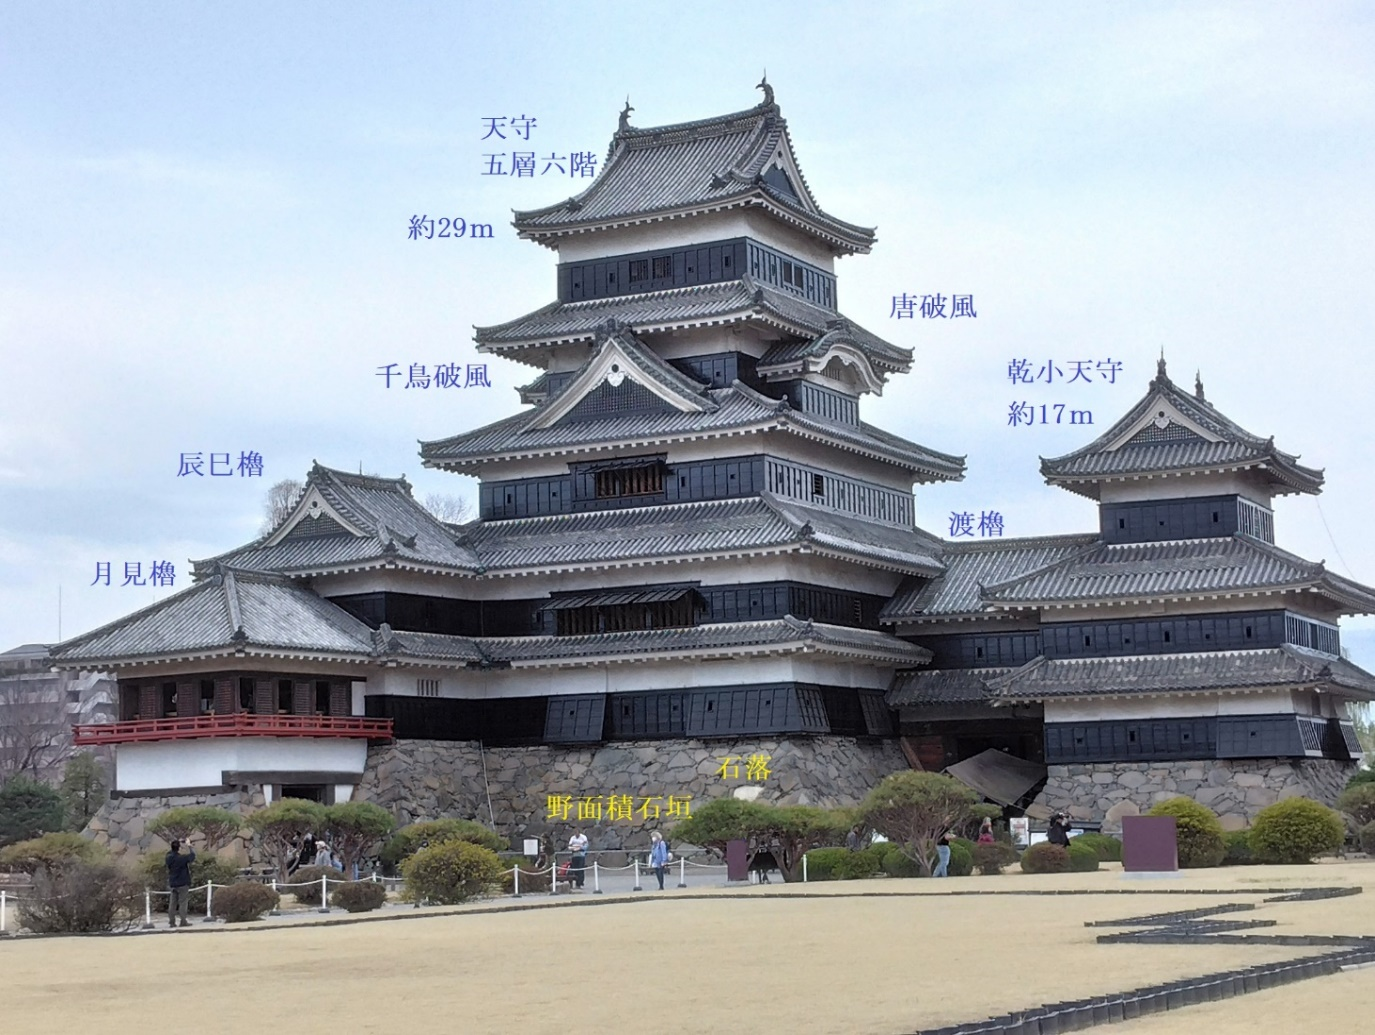 天守
五層六階
約29m
唐破風
千鳥破風
乾小天守
約17m
辰巳櫓
渡櫓
月見櫓
石落
野面積石垣